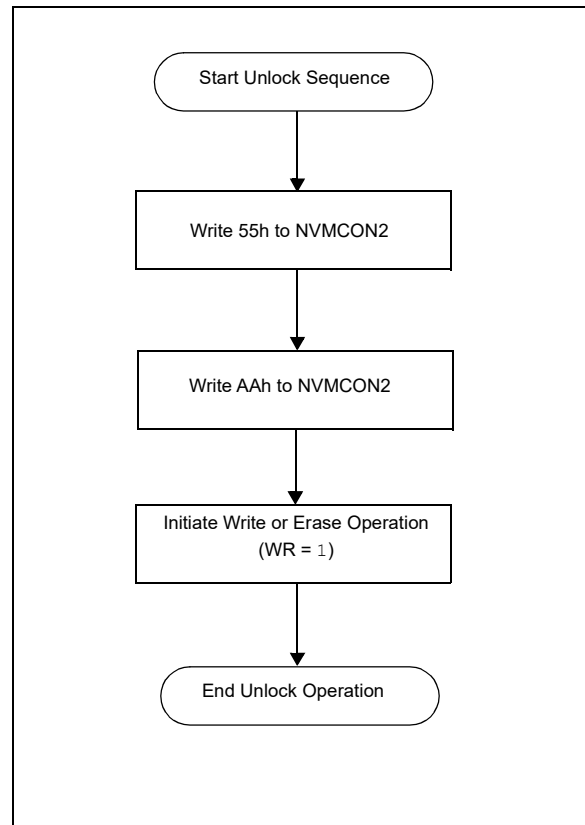 Start Unlock Sequence
Write 55h to NVMCON2
Write AAh to NVMCON2
Initiate Write or Erase Operation
(WR = 1)
End Unlock Operation